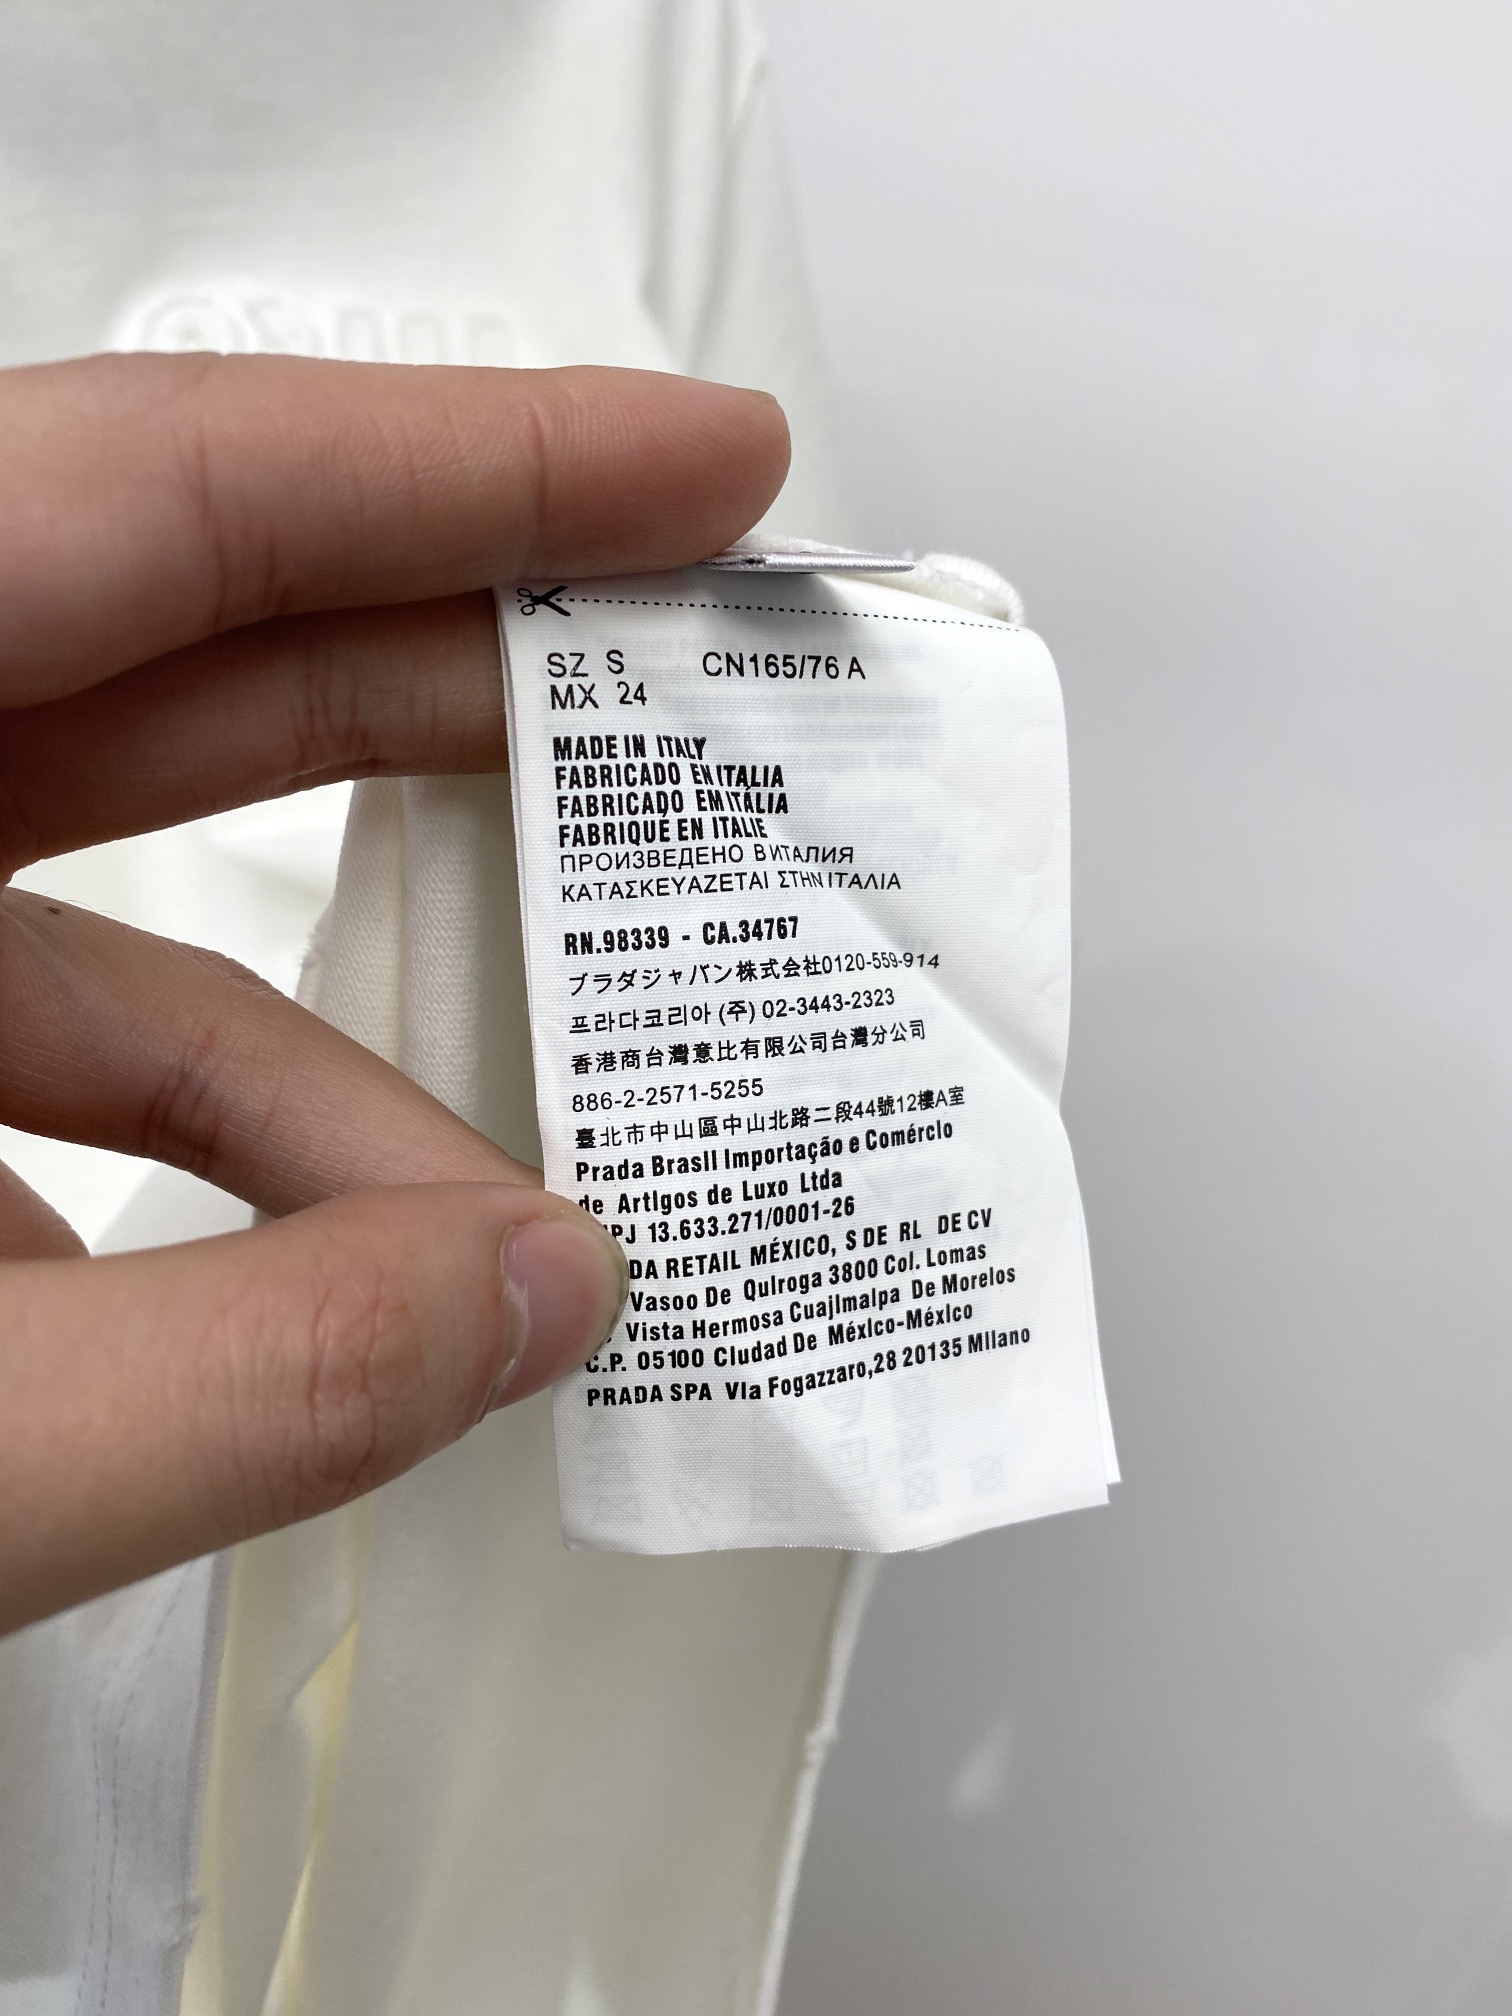 SZ S CN165/76 A
MX 24
MADE IN ITALY
FABRICADO EN ITALIA
FABRICADO EM ITÁLIA
FABRIQUÉ EN ITALIE
ПРОИЗВЕДЕНО В ИТАЛИЯ
ΚΑΤΑΣΚΕΥΑΖΕΤΑΙ ΣΤΗΝ ΙΤΑΛΙΑ
RN.98339 - CA.34767
プラダジャパン株式会社0120-559-914
프라다코리아 (주) 02-3443-2323
香港商台灣意比有限公司台灣分公司
886-2-2571-5255
臺北市中山區中山北路二段44號12樓A室
Prada BrasIl Importação e ComércIo
de ArtIgos de Luxo Ltda
PJ 13.633.271/0001-26
DA RETAIL MÉXICO, S DE RL DE CV
Vasoo De QuIroga 3800 Col. Lomas
Vista Hermosa CuajImalpa De Morelos
C.P. 05100 CIudad De MéxIco-MéxIco
PRADA SPA VIa Fogazzaro,28 20135 MIlano